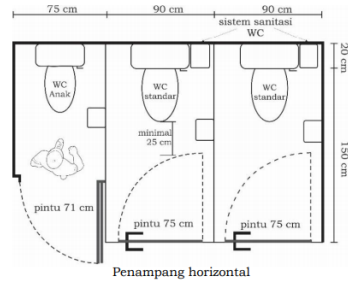 75 cm
90 cm
90 cm
sistem sanitasi
WC
20 cm
WC
Anak
WC
standar
WC
standar
minimal
25 cm
150 cm
pintu 71 cm
pintu 75 cm
pintu 75 cm
Penampang horizontal